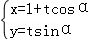 x=1+tcosα
y=tsinα